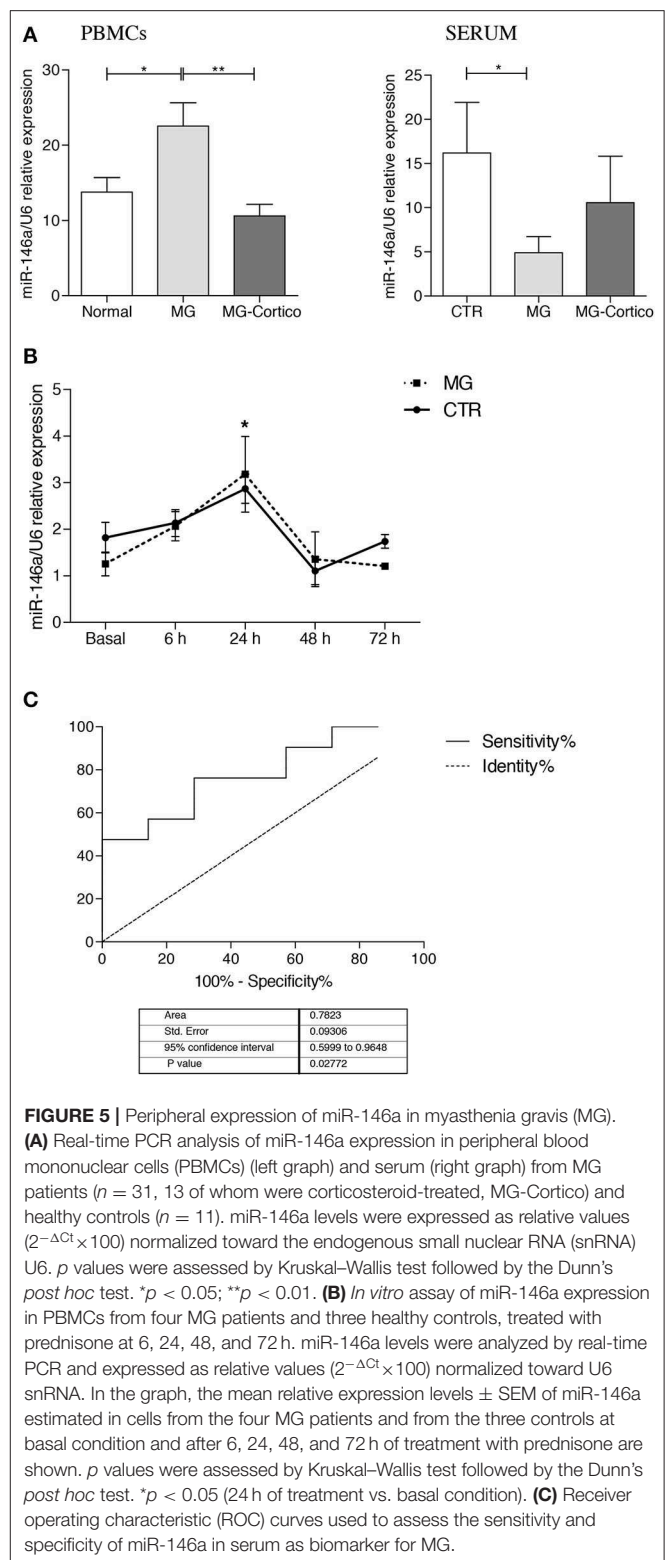 A
PBMCs
SERUM
miR-146a/U6 relative expression
30
20
10
0
*
**
Normal
MG
MG-Cortico
miR-146a/U6 relative expression
25
20
15
10
5
0
*
CTR
MG
MG-Cortico
B
miR-146a/U6 relative expression
5
4
3
2
1
0
*
MG
CTR
Basal
6 h
24 h
48 h
72 h
C
100
80
60
40
20
0
0
20
40
60
80
100
100% - Specificity%
Sensitivity%
Identity%
Area 0.7823
Std. Error 0.09306
95% confidence interval 0.5999 to 0.9648
P value 0.02772
FIGURE 5 | Peripheral expression of miR-146a in myasthenia gravis (MG).
(A) Real-time PCR analysis of miR-146a expression in peripheral blood
mononuclear cells (PBMCs) (left graph) and serum (right graph) from MG
patients (n = 31, 13 of whom were corticosteroid-treated, MG-Cortico) and
healthy controls (n = 11). miR-146a levels were expressed as relative values
(2−ΔCt×100) normalized toward the endogenous small nuclear RNA (snRNA)
U6. p values were assessed by Kruskal–Wallis test followed by the Dunn's
post hoc test. *p < 0.05; **p < 0.01. (B) In vitro assay of miR-146a expression
in PBMCs from four MG patients and three healthy controls, treated with
prednisone at 6, 24, 48, and 72 h. miR-146a levels were analyzed by real-time
PCR and expressed as relative values (2−ΔCt×100) normalized toward U6
snRNA. In the graph, the mean relative expression levels ± SEM of miR-146a
estimated in cells from the four MG patients and from the three controls at
basal condition and after 6, 24, 48, and 72 h of treatment with prednisone are
shown. p values were assessed by Kruskal–Wallis test followed by the Dunn's
post hoc test. *p < 0.05 (24 h of treatment vs. basal condition). (C) Receiver
operating characteristic (ROC) curves used to assess the sensitivity and
specificity of miR-146a in serum as biomarker for MG.